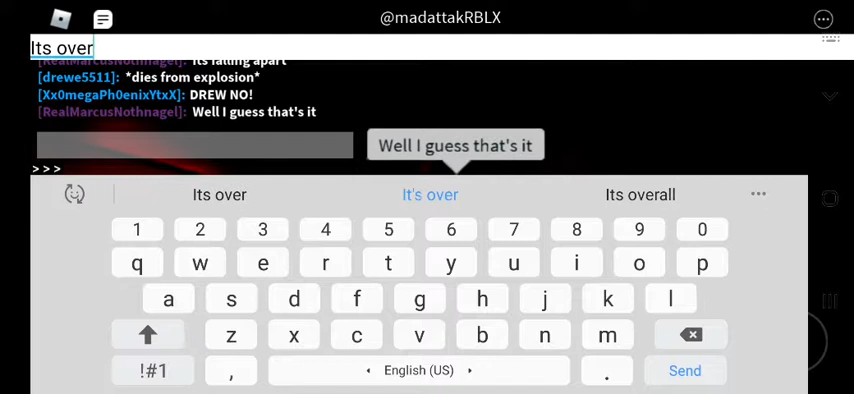 @madattakRBLX
Its over
[RealMarcusNothnagel]: Its falling apart
[drewe5511]: *dies from explosion*
[Xx0megaPh0enixYtxX]: DREW NO!
[RealMarcusNothnagel]: Well I guess that's it
Well I guess that's it
>>>
Its over It's over Its overall
1 2 3 4 5 6 7 8 9 0
q w e r t y u i o p
a s d f g h j k l
z x c v b n m
!#1 , English (US) . Send